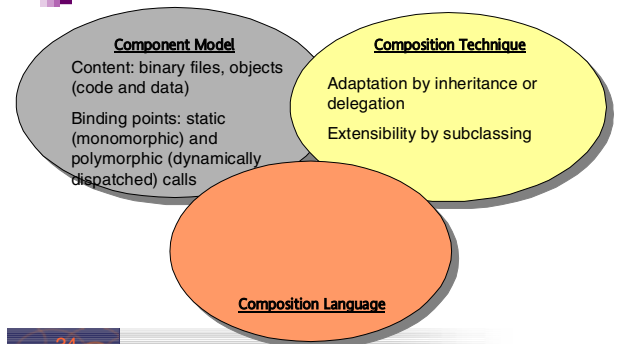 Component Model
Content: binary files, objects
(code and data)
Binding points: static
(monomorphic) and
polymorphic (dynamically
dispatched) calls
Composition Technique
Adaptation by inheritance or
delegation
Extensibility by subclassing
Composition Language
24